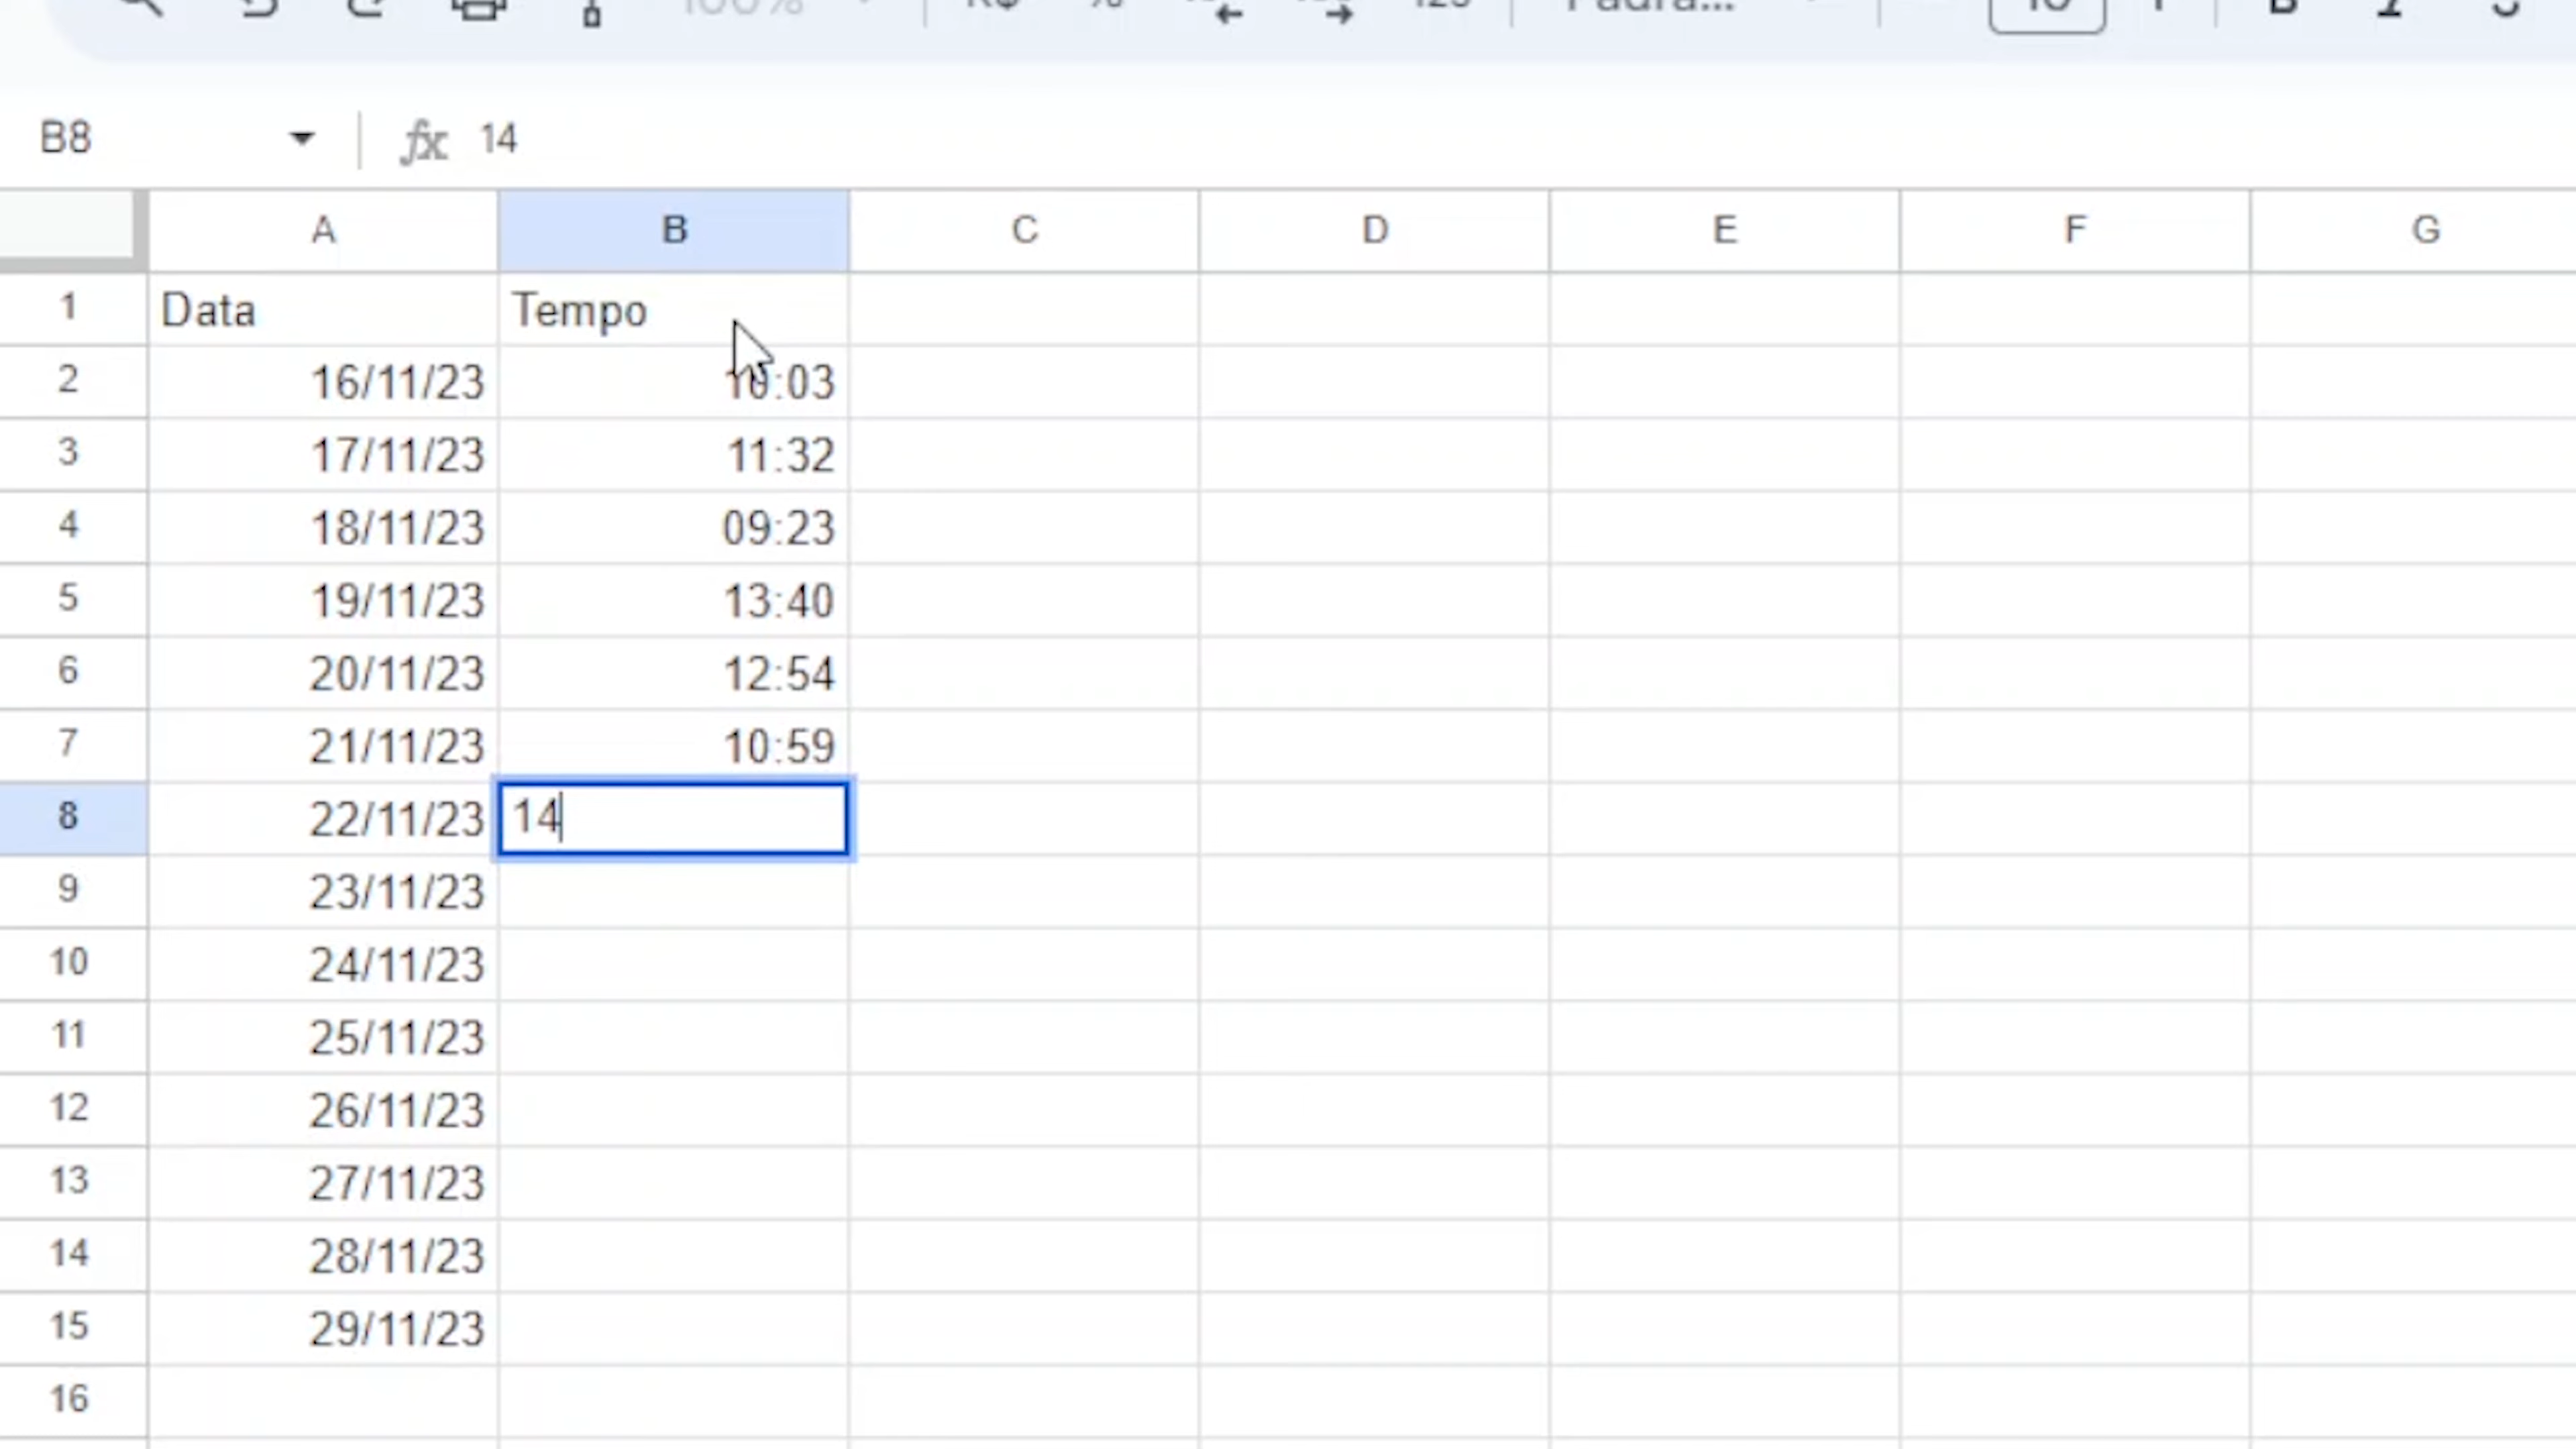 B8 fx 14
A B C D E F G
1 Data Tempo
2 16/11/23 10:03
3 17/11/23 11:32
4 18/11/23 09:23
5 19/11/23 13:40
6 20/11/23 12:54
7 21/11/23 10:59
8 22/11/23 14
9 23/11/23
10 24/11/23
11 25/11/23
12 26/11/23
13 27/11/23
14 28/11/23
15 29/11/23
16